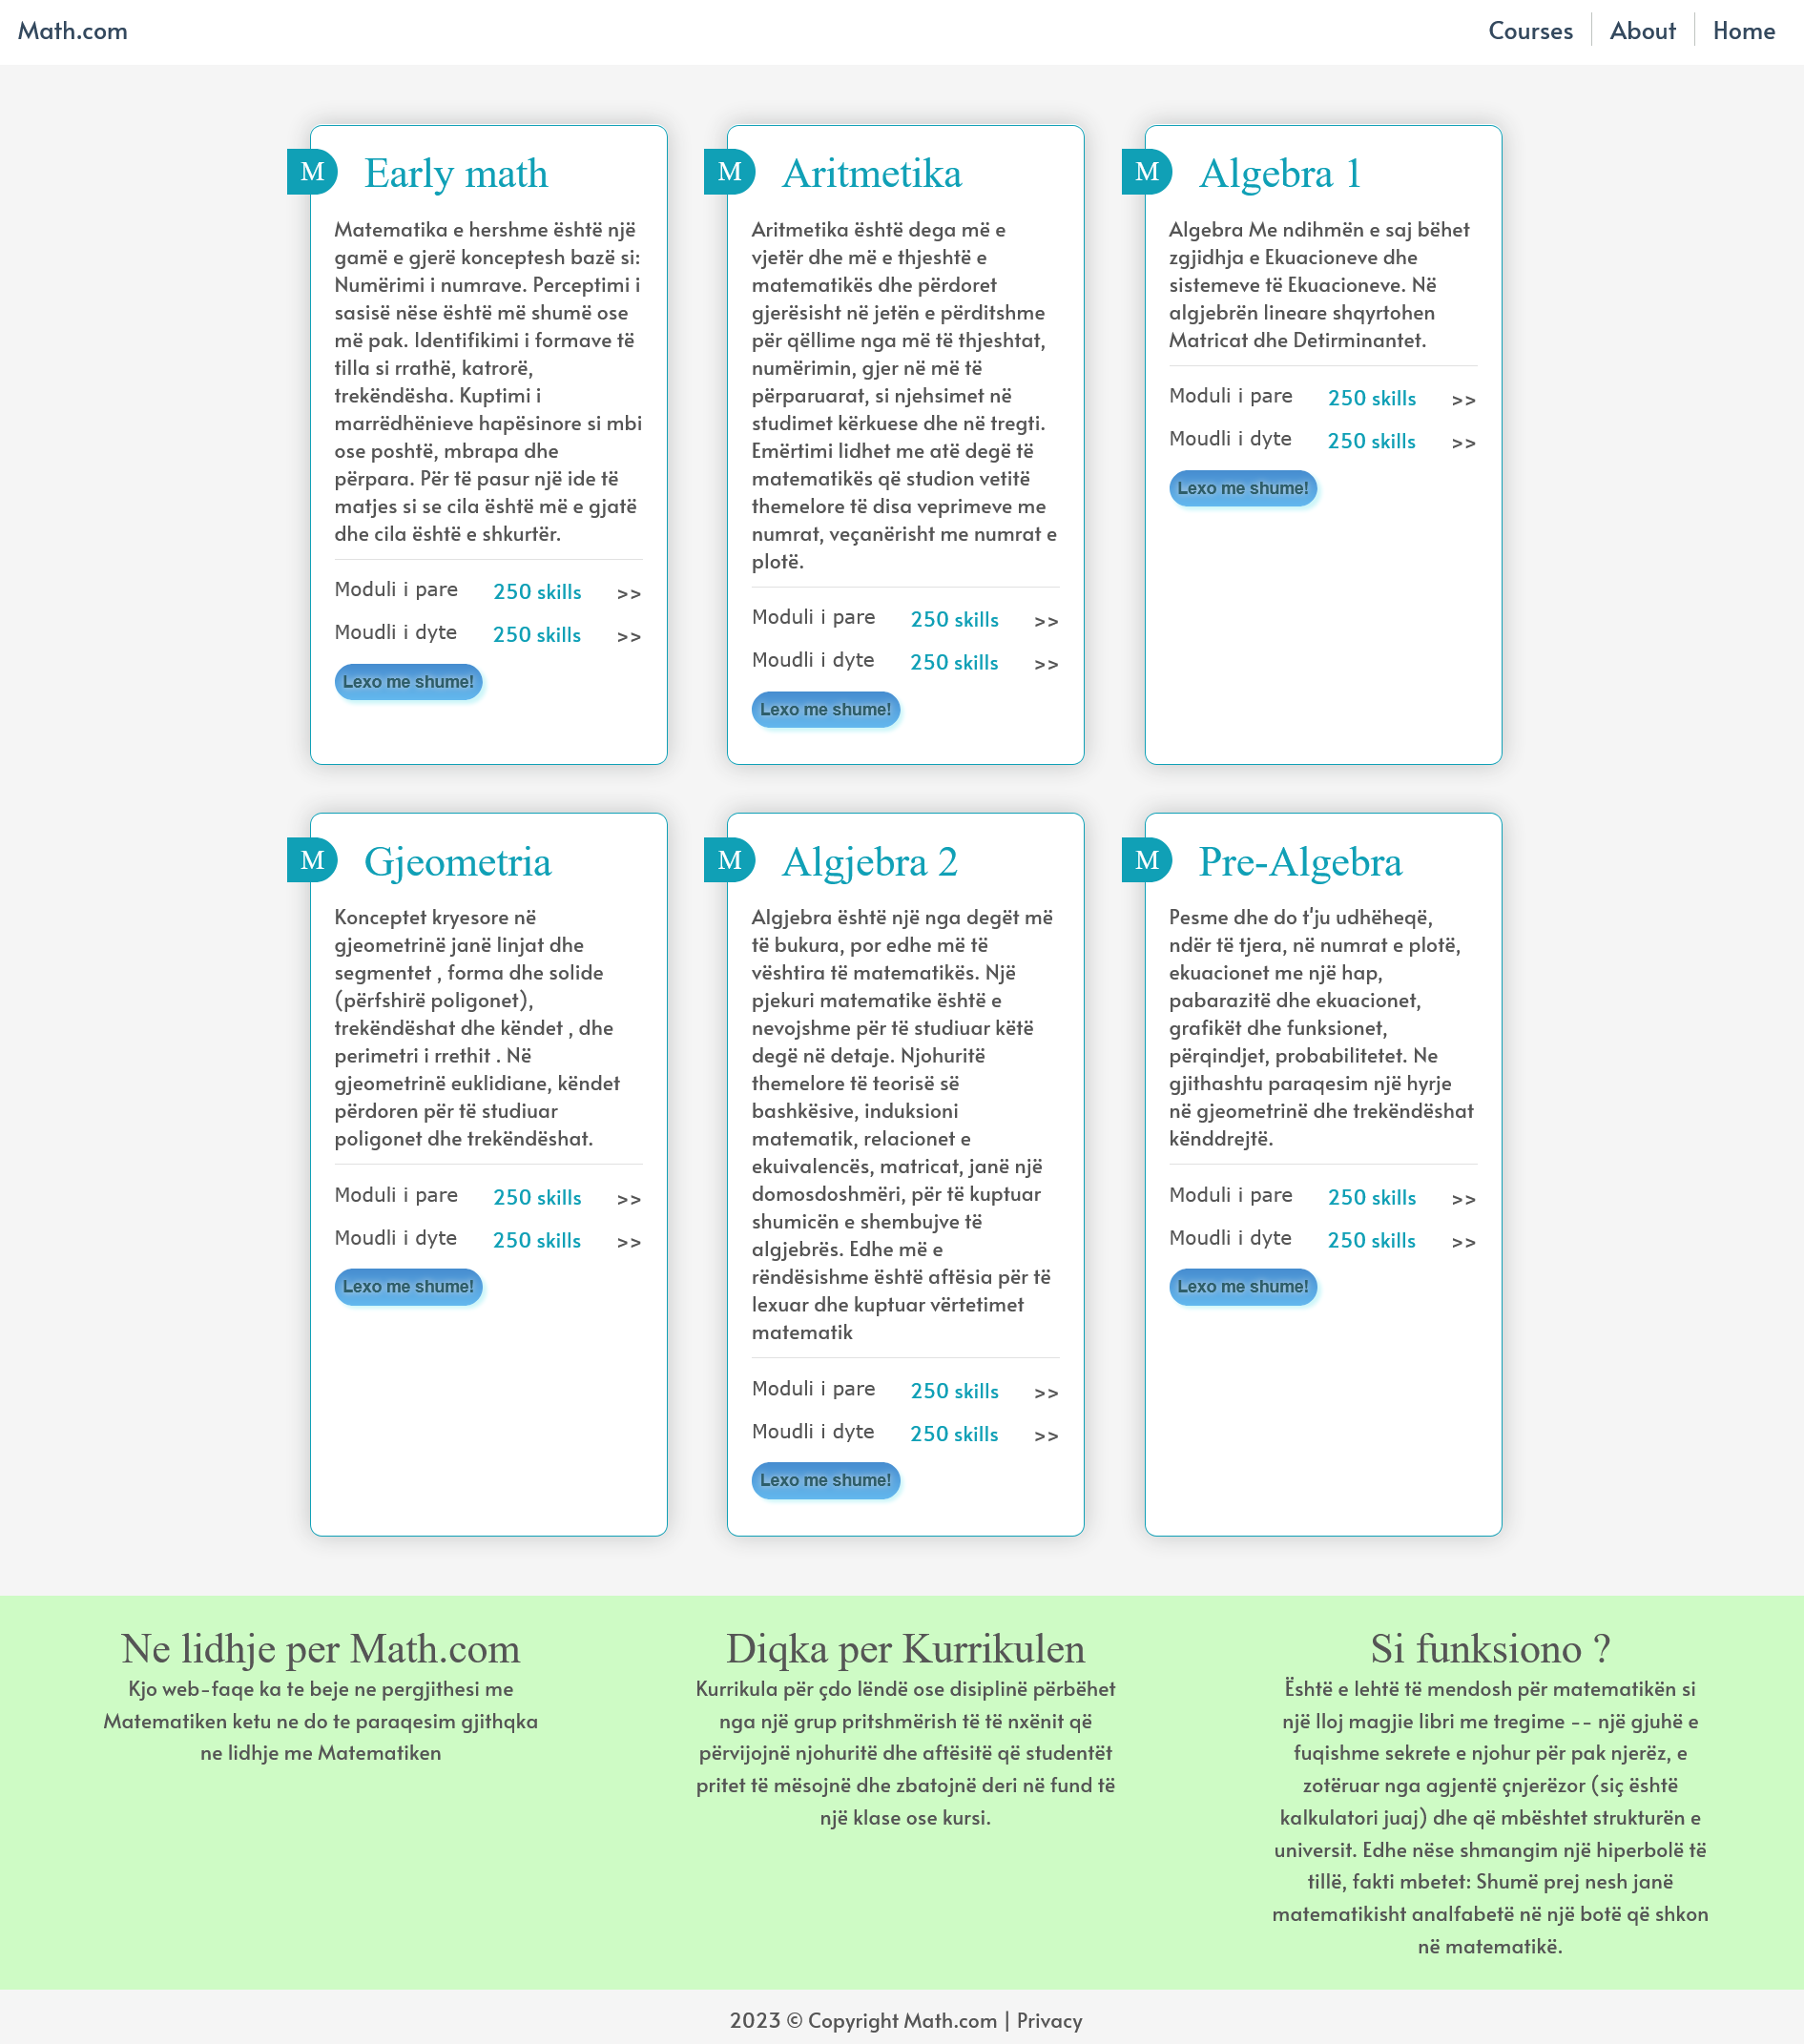 Math.com
Courses
About
Home
M
Early math
Matematika e hershme është një
gamë e gjerë konceptesh bazë si:
Numërimi i numrave. Perceptimi i
sasisë nëse është më shumë ose
më pak. Identifikimi i formave të
tilla si rrathë, katrorë,
trekëndësha. Kuptimi i
marrëdhënieve hapësinore si mbi
ose poshtë, mbrapa dhe
përpara. Për të pasur një ide të
matjes si se cila është më e gjatë
dhe cila është e shkurtër.
Moduli i pare 250 skills >>
Moudli i dyte 250 skills >>
Lexo me shume!
M
Aritmetika
Aritmetika është dega më e
vjetër dhe më e thjeshtë e
matematikës dhe përdoret
gjerësisht në jetën e përditshme
për qëllime nga më të thjeshtat,
numërimin, gjer në më të
përparuarat, si njehsimet në
studimet kërkuese dhe në tregti.
Emërtimi lidhet me atë degë të
matematikës që studion vetitë
themelore të disa veprimeve me
numrat, veçanërisht me numrat e
plotë.
Moduli i pare 250 skills >>
Moudli i dyte 250 skills >>
Lexo me shume!
M
Algebra 1
Algebra Me ndihmën e saj bëhet
zgjidhja e Ekuacioneve dhe
sistemeve të Ekuacioneve. Në
algjebrën lineare shqyrtohen
Matricat dhe Detirminantet.
Moduli i pare 250 skills >>
Moudli i dyte 250 skills >>
Lexo me shume!
M
Gjeometria
Konceptet kryesore në
gjeometrinë janë linjat dhe
segmentet , forma dhe solide
(përfshirë poligonet),
trekëndëshat dhe këndet , dhe
perimetri i rrethit . Në
gjeometrinë euklidiane, këndet
përdoren për të studiuar
poligonet dhe trekëndëshat.
Moduli i pare 250 skills >>
Moudli i dyte 250 skills >>
Lexo me shume!
M
Algjebra 2
Algjebra është një nga degët më
të bukura, por edhe më të
vështira të matematikës. Një
pjekuri matematike është e
nevojshme për të studiuar këtë
degë në detaje. Njohuritë
themelore të teorisë së
bashkësive, induksioni
matematik, relacionet e
ekuivalencës, matricat, janë një
domosdoshmëri, për të kuptuar
shumicën e shembujve të
algjebrës. Edhe më e
rëndësishme është aftësia për të
lexuar dhe kuptuar vërtetimet
matematik
Moduli i pare 250 skills >>
Moudli i dyte 250 skills >>
Lexo me shume!
M
Pre-Algebra
Pesme dhe do t'ju udhëheqë,
ndër të tjera, në numrat e plotë,
ekuacionet me një hap,
pabarazitë dhe ekuacionet,
grafikët dhe funksionet,
përqindjet, probabilitetet. Ne
gjithashtu paraqesim një hyrje
në gjeometrinë dhe trekëndëshat
kënddrejtë.
Moduli i pare 250 skills >>
Moudli i dyte 250 skills >>
Lexo me shume!
Ne lidhje per Math.com
Kjo web-faqe ka te beje ne pergjithesi me
Matematiken ketu ne do te paraqesim gjithqka
ne lidhje me Matematiken
Diqka per Kurrikulen
Kurrikula për çdo lëndë ose disiplinë përbëhet
nga një grup pritshmërish të të nxënit që
përvijojnë njohuritë dhe aftësitë që studentët
pritet të mësojnë dhe zbatojnë deri në fund të
një klase ose kursi.
Si funksiono ?
Është e lehtë të mendosh për matematikën si
një lloj magjie libri me tregime -- një gjuhë e
fuqishme sekrete e njohur për pak njerëz, e
zotëruar nga agjentë çnjerëzor (siç është
kalkulatori juaj) dhe që mbështet strukturën e
universit. Edhe nëse shmangim një hiperbolë të
tillë, fakti mbetet: Shumë prej nesh janë
matematikisht analfabetë në një botë që shkon
në matematikë.
2023 © Copyright Math.com | Privacy